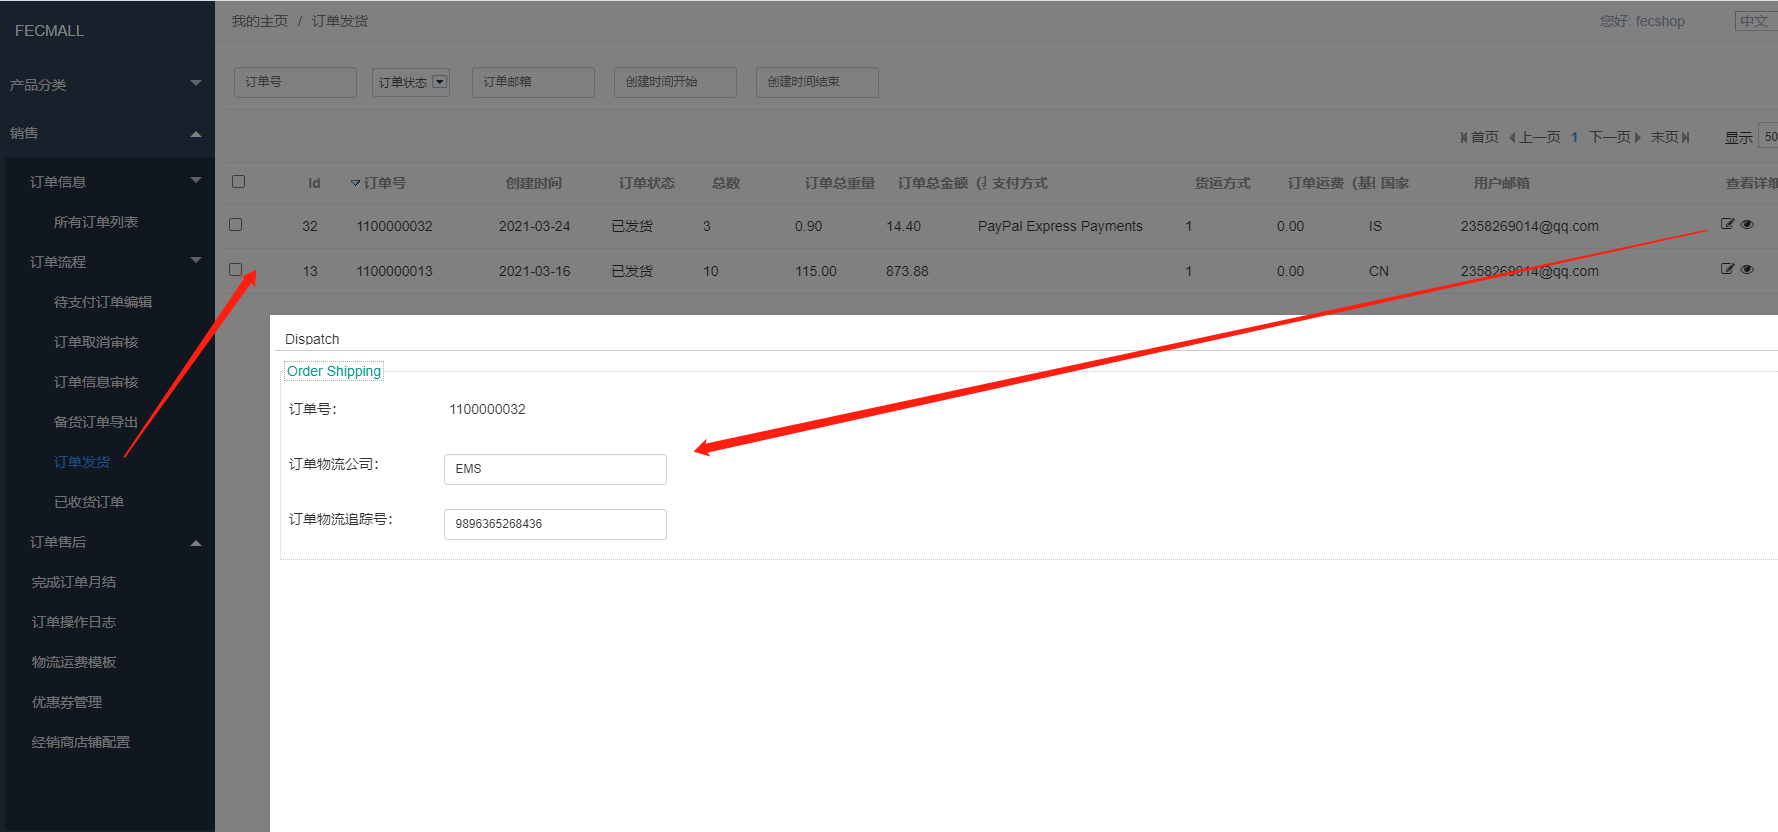 FECMALL
我的主页 / 订单发货
您好: fecshop
中文
产品分类
销售
订单信息
所有订单列表
订单流程
待支付订单编辑
订单取消审核
订单信息审核
备货订单导出
订单发货
已收货订单
订单售后
完成订单月结
订单操作日志
物流运费模板
优惠券管理
经销商店铺配置
订单号 订单状态 订单邮箱 创建时间开始 创建时间结束
首页 上一页 1 下一页 末页 显示 50
Id 订单号 创建时间 订单状态 总数 订单总重量 订单总金额 支付方式 货运方式 订单运费 (基 国家 用户邮箱 查看详细
32 1100000032 2021-03-24 已发货 3 0.90 14.40 PayPal Express Payments 1 0.00 IS 2358269014@qq.com
13 1100000013 2021-03-16 已发货 10 115.00 873.88 1 0.00 CN 2358269014@qq.com
Dispatch
Order Shipping
订单号: 1100000032
订单物流公司: EMS
订单物流追踪号: 9896365268436